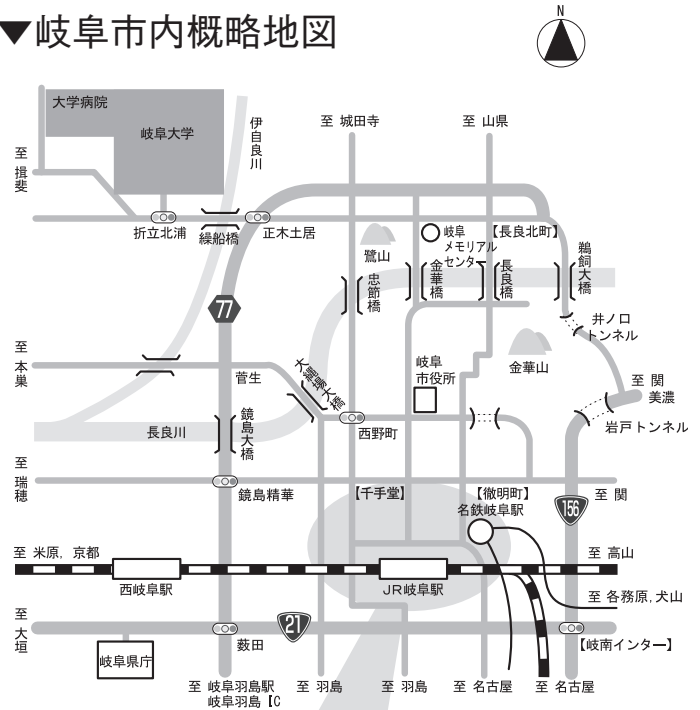 ▼岐阜市内概略地図
N
大学病院
岐阜大学
伊自良川
至 城田寺
至 山県
至 揖斐
折立北浦
繰船橋
正木土居
鷺山
岐阜
メモリアル
センター
【長良北町】
忠節橋
金華橋
長良橋
鵜飼大橋
77
井ノ口
トンネル
至 本巣
菅生
大縄場大橋
岐阜
市役所
金華山
至 関
美濃
長良川
鏡島大橋
西野町
岩戸トンネル
至 瑞穂
鏡島精華
【千手堂】
【徹明町】
名鉄岐阜駅
至 関
156
至 米原，京都
西岐阜駅
JR岐阜駅
至 高山
至 各務原，犬山
至 大垣
岐阜県庁
薮田
21
【岐南インター】
至 岐阜羽島駅
岐阜羽島【C
至 羽島
至 羽島
至 名古屋
至 名古屋